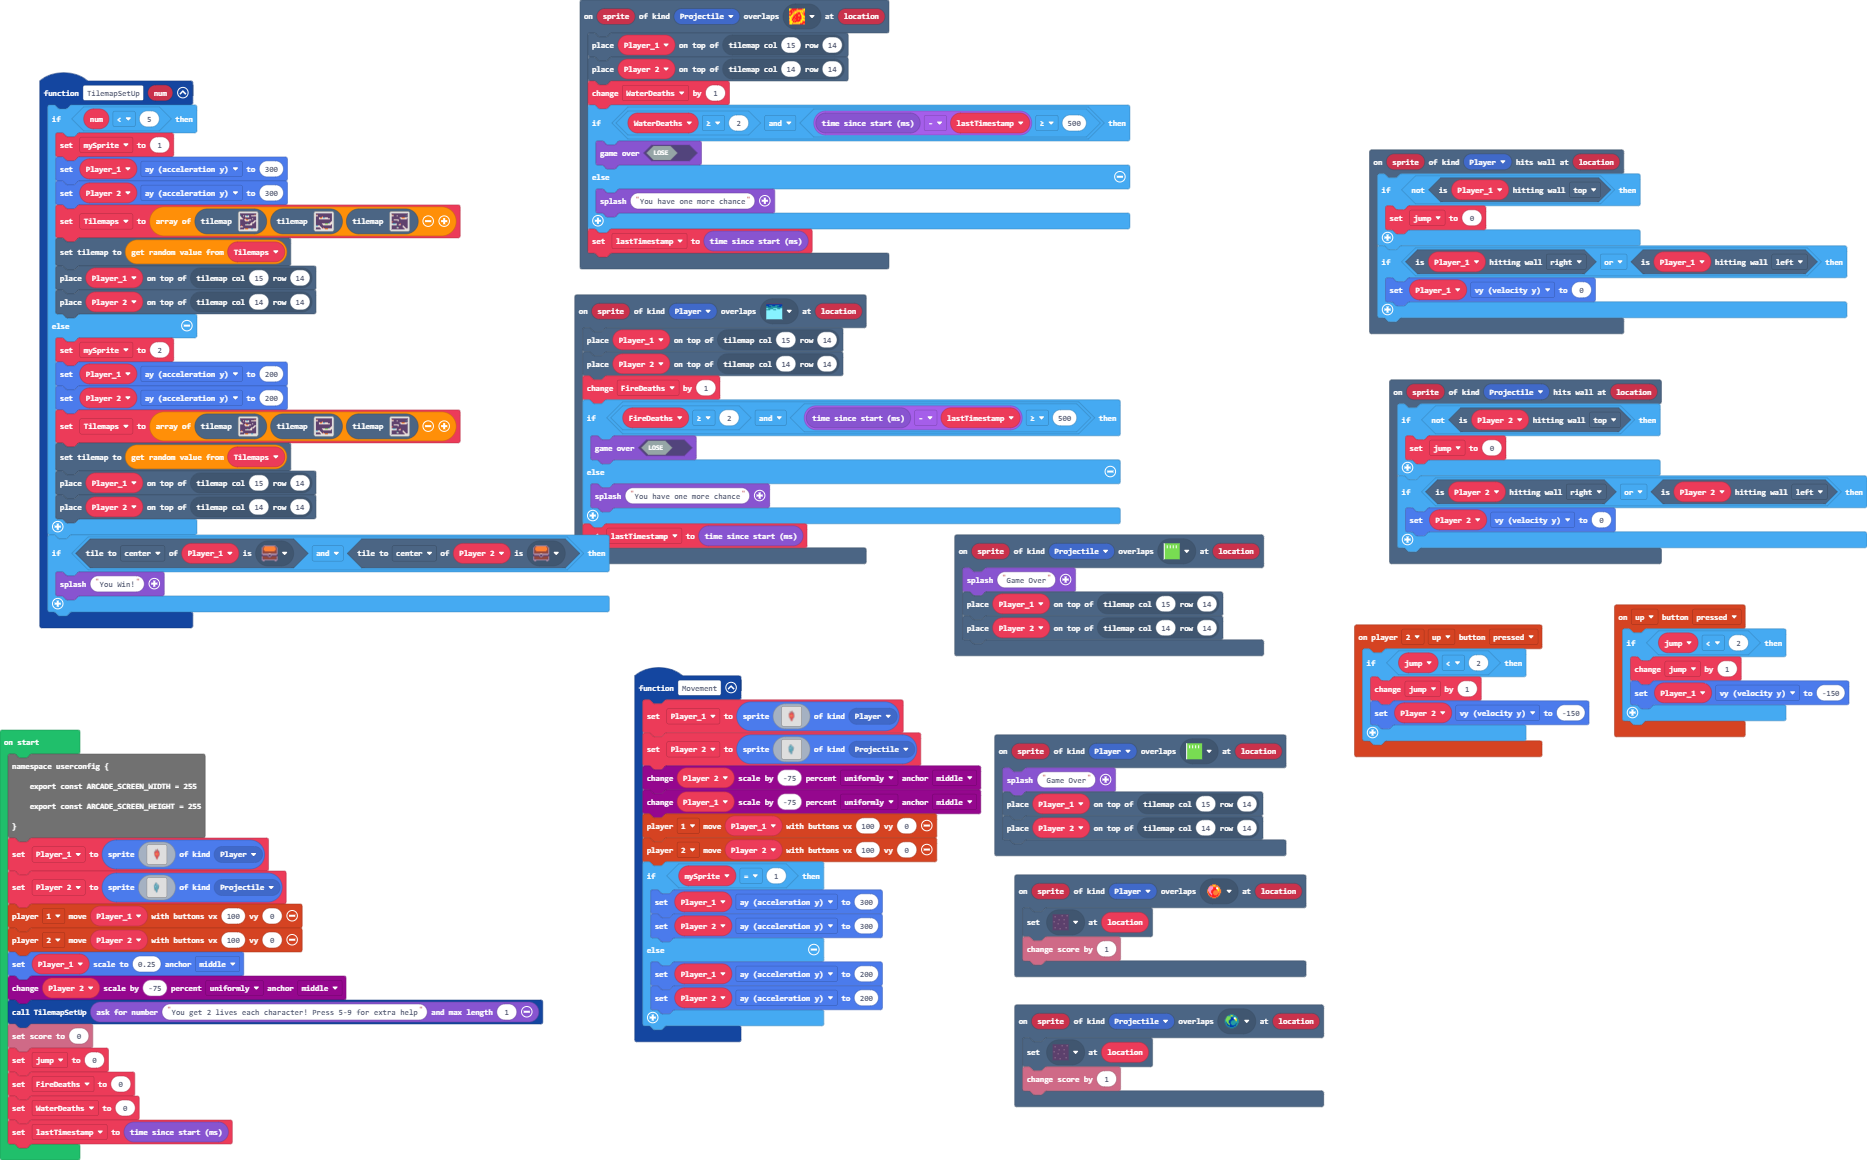 function TilemapSetUp num
if num < 5 then
set mySprite to 1
set Player_1 ay (acceleration y) to 300
set Player 2 ay (acceleration y) to 300
set Tilemaps to array of tilemap tilemap tilemap
set tilemap to get random value from Tilemaps
place Player_1 on top of tilemap col 15 row 14
place Player 2 on top of tilemap col 14 row 14
else
set mySprite to 2
set Player_1 ay (acceleration y) to 200
set Player 2 ay (acceleration y) to 200
set Tilemaps to array of tilemap tilemap tilemap
set tilemap to get random value from Tilemaps
place Player_1 on top of tilemap col 15 row 14
place Player 2 on top of tilemap col 14 row 14
if tile to center of Player_1 is and tile to center of Player 2 is then
splash "You Win!"
on start
namespace userconfig {
export const ARCADE_SCREEN_WIDTH = 255
export const ARCADE_SCREEN_HEIGHT = 255
}
set Player_1 to sprite of kind Player
set Player 2 to sprite of kind Projectile
player 1 move Player_1 with buttons vx 100 vy 0
player 2 move Player 2 with buttons vx 100 vy 0
set Player_1 scale to 0.25 anchor middle
change Player 2 scale by -75 percent uniformly anchor middle
call TilemapSetUp ask for number "You get 2 lives each character! Press 5-9 for extra help" and max length 1
set score to 0
set jump to 0
set FireDeaths to 0
set WaterDeaths to 0
set lastTimestamp to time since start (ms)
on sprite of kind Projectile overlaps at location
place Player_1 on top of tilemap col 15 row 14
place Player 2 on top of tilemap col 14 row 14
change WaterDeaths by 1
if WaterDeaths ≥ 2 and time since start (ms) - lastTimestamp ≥ 500 then
game over LOSE
else
splash "You have one more chance"
set lastTimestamp to time since start (ms)
on sprite of kind Player overlaps at location
place Player_1 on top of tilemap col 15 row 14
place Player 2 on top of tilemap col 14 row 14
change FireDeaths by 1
if FireDeaths ≥ 2 and time since start (ms) - lastTimestamp ≥ 500 then
game over LOSE
else
splash "You have one more chance"
lastTimestamp to time since start (ms)
function Movement
set Player_1 to sprite of kind Player
set Player 2 to sprite of kind Projectile
change Player 2 scale by -75 percent uniformly anchor middle
change Player_1 scale by -75 percent uniformly anchor middle
player 1 move Player_1 with buttons vx 100 vy 0
player 2 move Player 2 with buttons vx 100 vy 0
if mySprite = 1 then
set Player_1 ay (acceleration y) to 300
set Player 2 ay (acceleration y) to 300
else
set Player_1 ay (acceleration y) to 200
set Player 2 ay (acceleration y) to 200
on sprite of kind Projectile overlaps at location
splash "Game Over"
place Player_1 on top of tilemap col 15 row 14
place Player 2 on top of tilemap col 14 row 14
on sprite of kind Player overlaps at location
splash "Game Over"
place Player_1 on top of tilemap col 15 row 14
place Player 2 on top of tilemap col 14 row 14
on sprite of kind Player overlaps at location
set at location
change score by 1
on sprite of kind Projectile overlaps at location
set at location
change score by 1
on sprite of kind Player hits wall at location
if not is Player_1 hitting wall top then
set jump to 0
if is Player_1 hitting wall right or is Player_1 hitting wall left then
set Player_1 vy (velocity y) to 0
on sprite of kind Projectile hits wall at location
if not is Player 2 hitting wall top then
set jump to 0
if is Player 2 hitting wall right or is Player 2 hitting wall left then
set Player 2 vy (velocity y) to 0
on player 2 up button pressed
if jump < 2 then
change jump by 1
set Player 2 vy (velocity y) to -150
on up button pressed
if jump < 2 then
change jump by 1
set Player_1 vy (velocity y) to -150